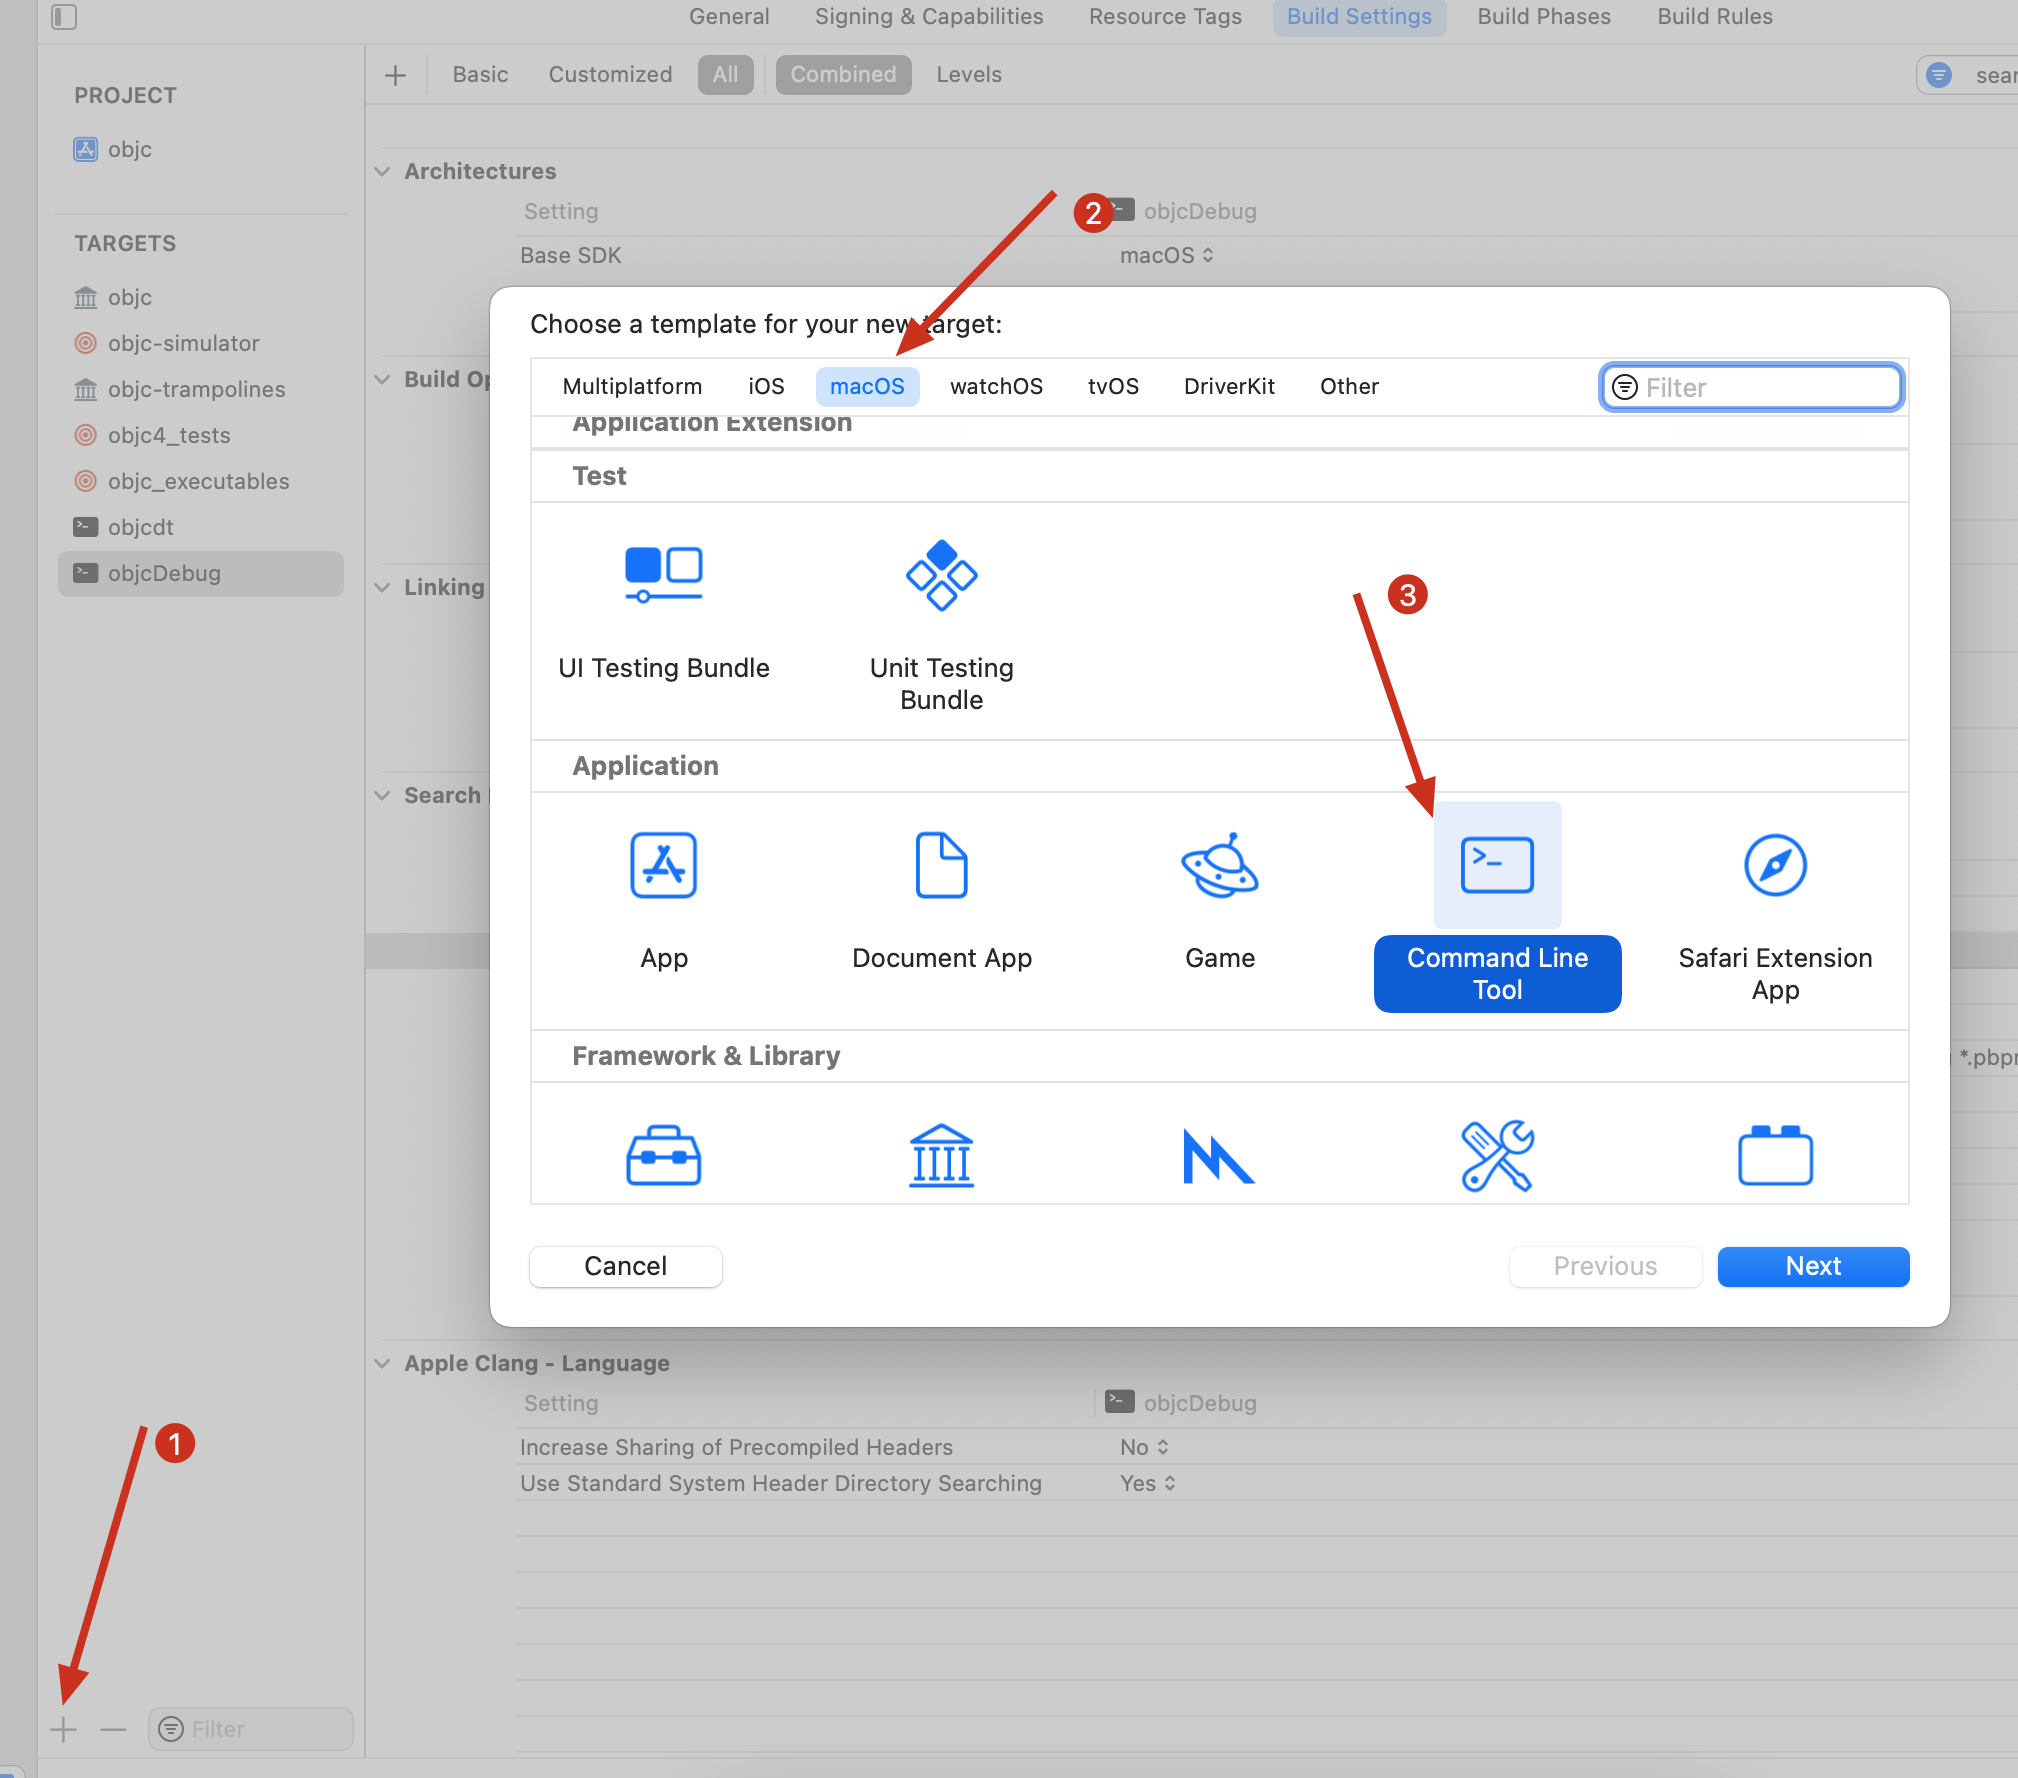 General Signing & Capabilities Resource Tags Build Settings Build Phases Build Rules
Basic Customized All Combined Levels
PROJECT
objc
TARGETS
objc
objc-simulator
objc-trampolines
objc4_tests
objc_executables
objcdt
objcDebug
Filter
1
Architectures
Setting objcDebug
2
Base SDK macOS
Build
Linking
Search
Choose a template for your new target:
Multiplatform iOS macOS watchOS tvOS DriverKit Other Filter
Application Extension
Test
UI Testing Bundle
Unit Testing
Bundle
3
Application
App
Document App
Game
Command Line
Tool
Safari Extension
App
Framework & Library
Cancel Previous Next
Apple Clang - Language
Setting objcDebug
Increase Sharing of Precompiled Headers No
Use Standard System Header Directory Searching Yes